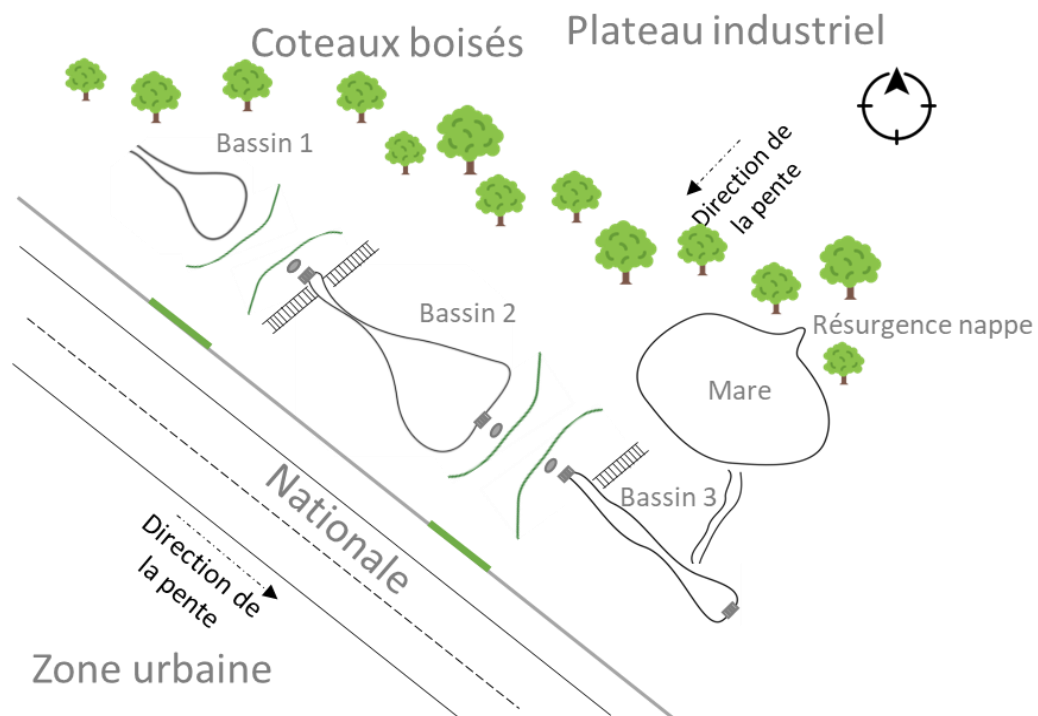 Coteaux boisés
Plateau industriel
Bassin 1
Direction de
la pente
Bassin 2
Résurgence nappe
Mare
Bassin 3
Nationale
Direction de
la pente
Zone urbaine